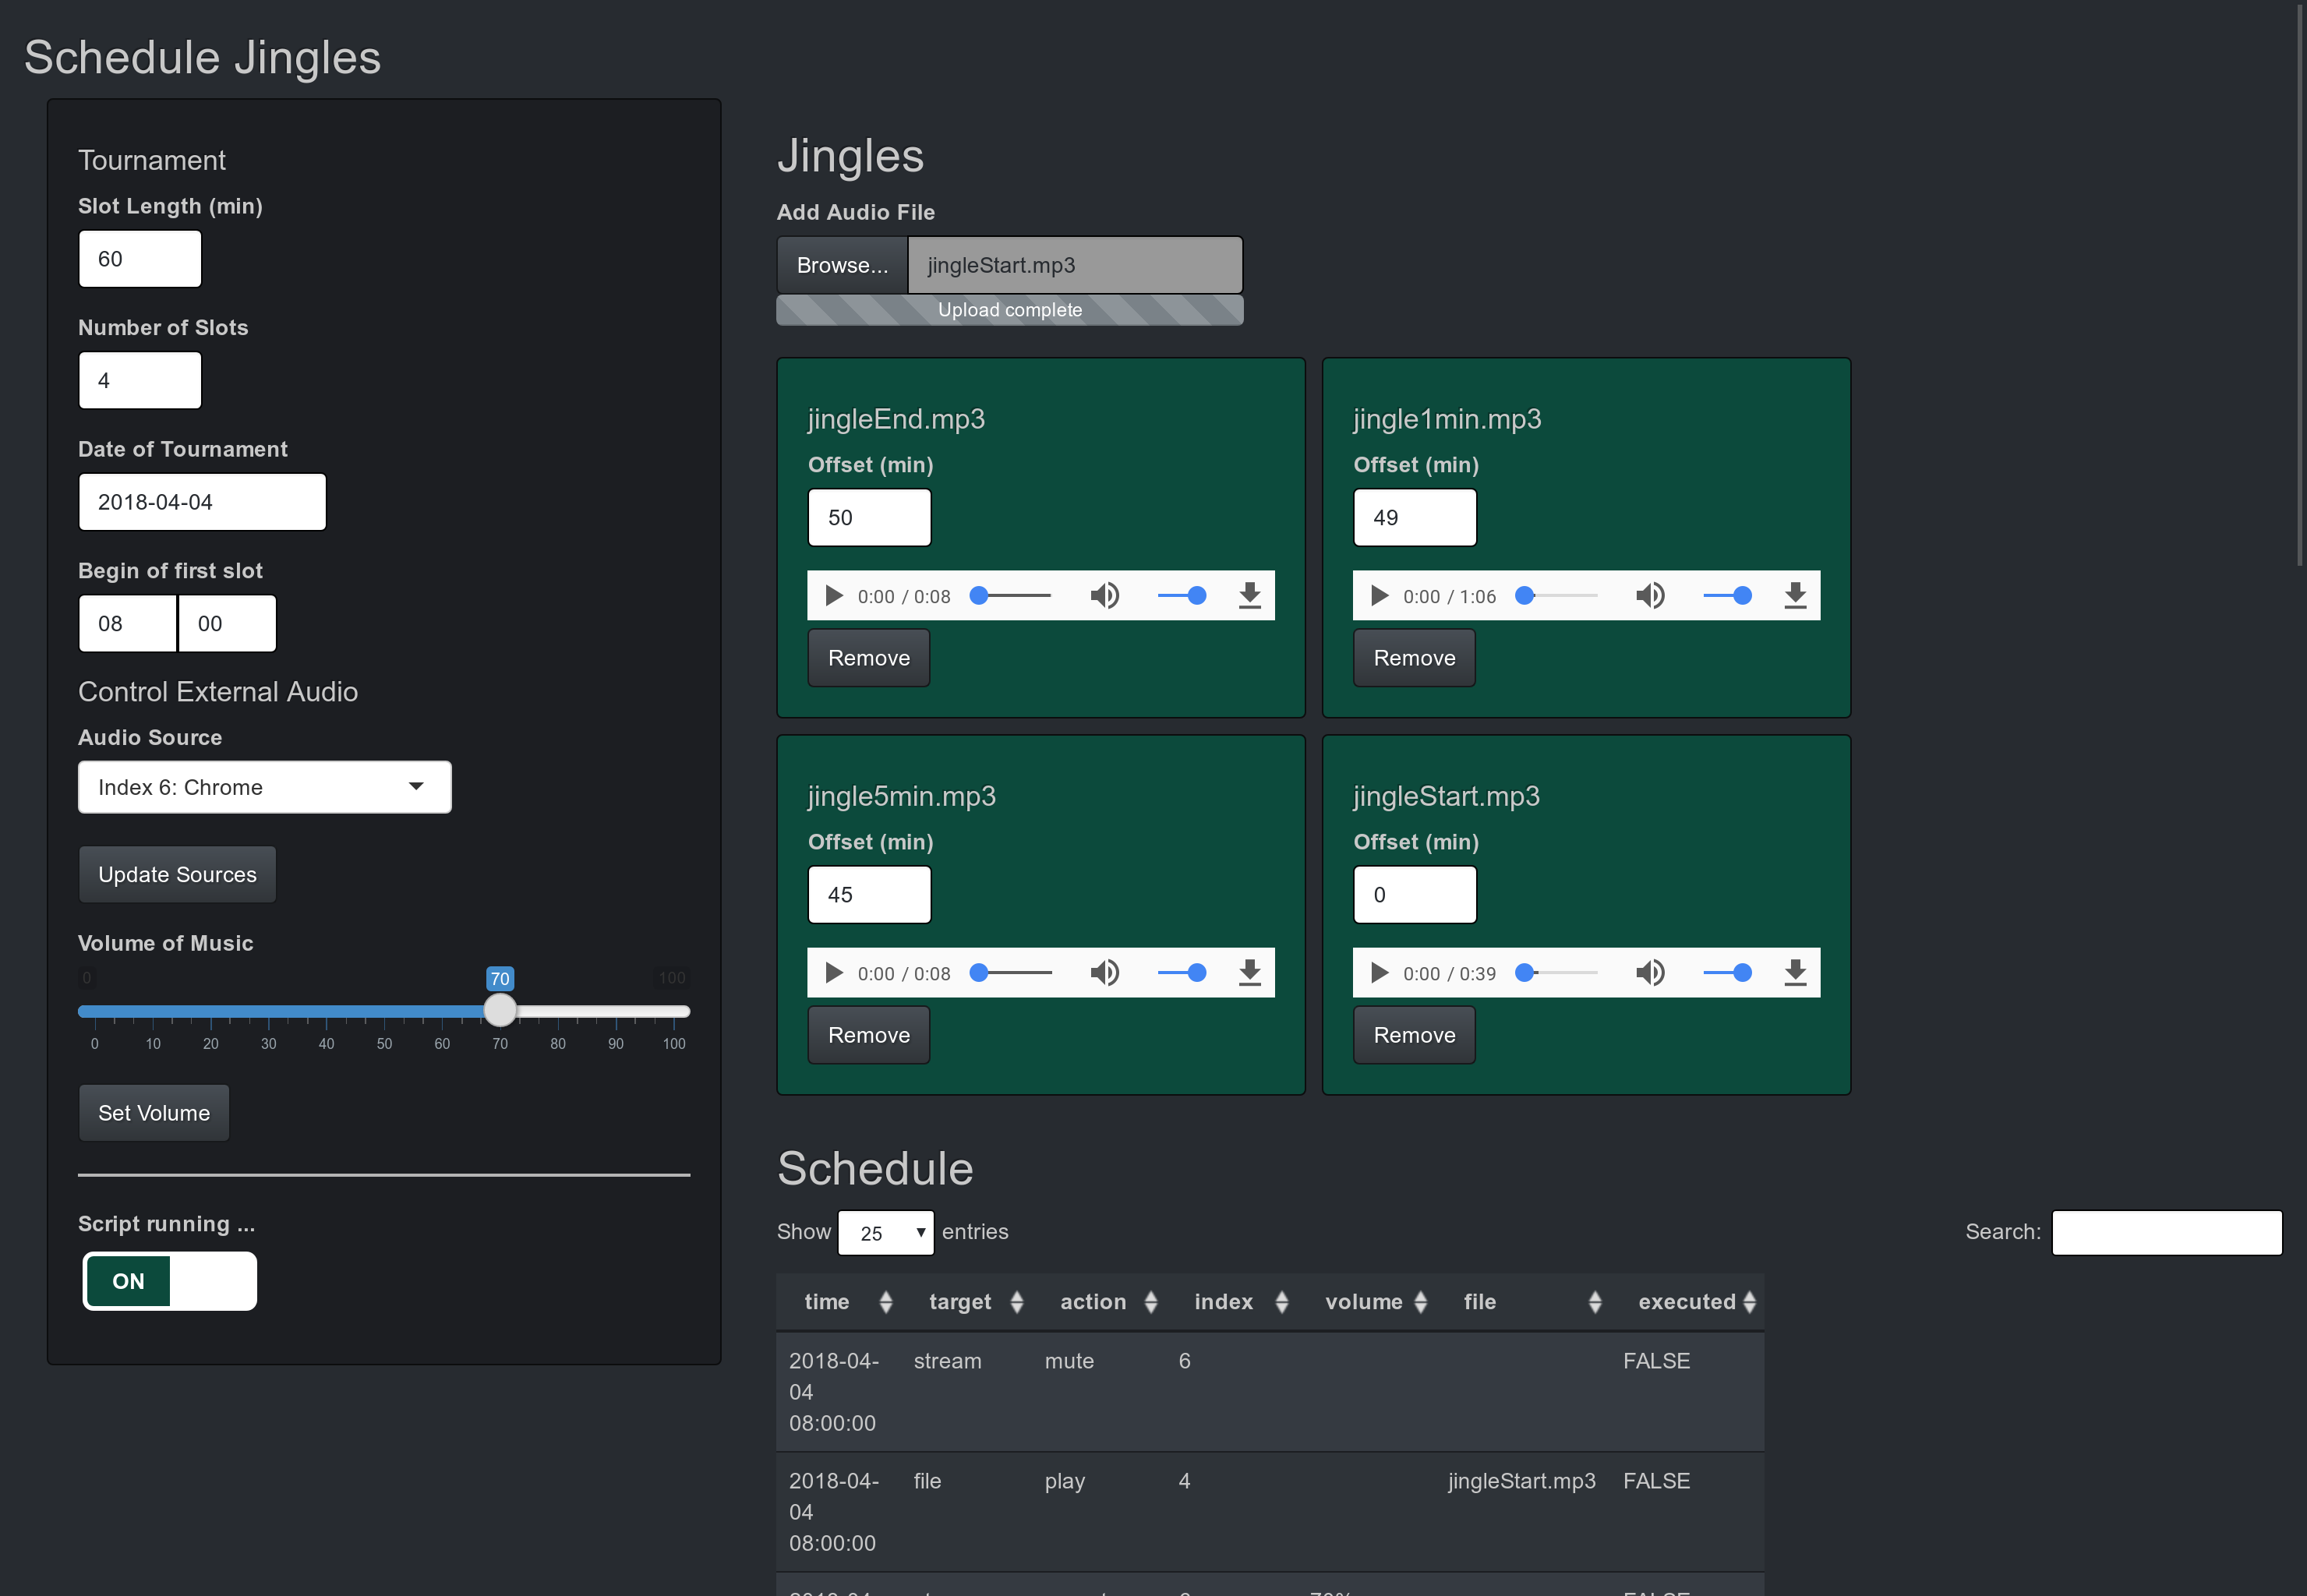 Schedule Jingles
Tournament
Slot Length (min)
60
Number of Slots
4
Date of Tournament
2018-04-04
Begin of first slot
08 00
Control External Audio
Audio Source
Index 6: Chrome
Update Sources
Volume of Music
0 70 100
0 10 20 30 40 50 60 70 80 90 100
Set Volume
Script running ...
ON
Jingles
Add Audio File
Browse... jingleStart.mp3
Upload complete
jingleEnd.mp3
Offset (min)
50
0:00 / 0:08
Remove
jingle1min.mp3
Offset (min)
49
0:00 / 1:06
Remove
jingle5min.mp3
Offset (min)
45
0:00 / 0:08
Remove
jingleStart.mp3
Offset (min)
0
0:00 / 0:39
Remove
Schedule
Show 25 entries
Search:
time target action index volume file executed
2018-04- stream mute 6 FALSE
04
08:00:00
2018-04- file play 4 jingleStart.mp3 FALSE
04
08:00:00